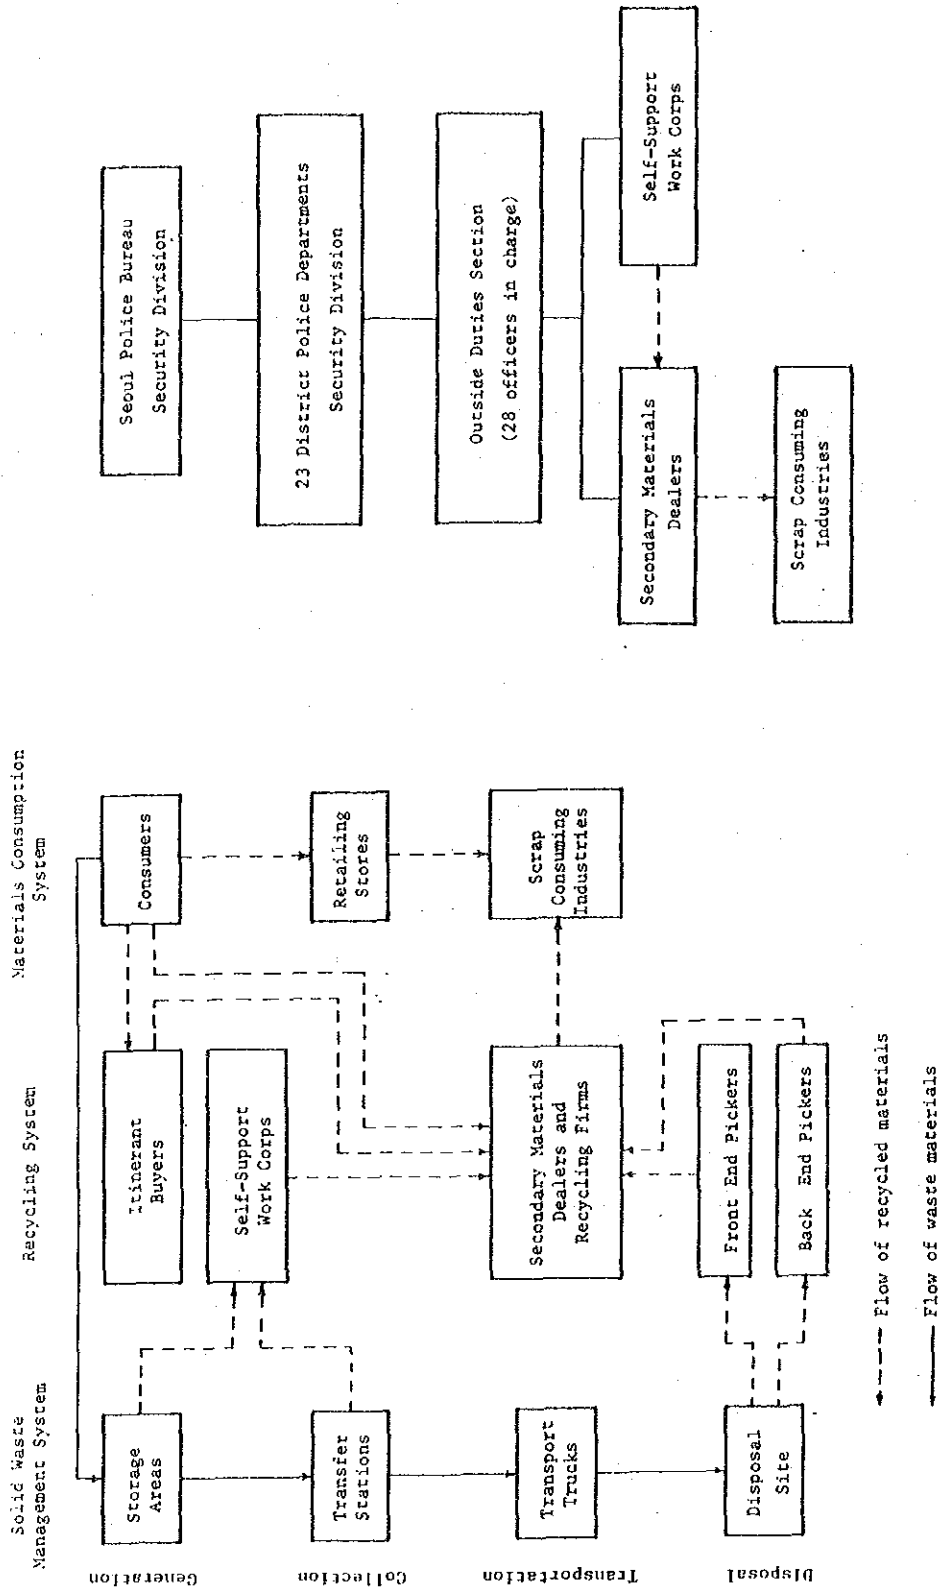 Solid Waste
Management System
Recycling System
Materials Consumption
System
Generation
Collection
Transportation
Disposal
Storage
Areas
Transfer
Stations
Transport
Trucks
Disposal
Site
Itinerant
Buyers
Self-Support
Work Corps
Secondary Materials
Dealers and
Recycling Firms
Front End Pickers
Back End Pickers
Consumers
Retailing
Stores
Scrap
Consuming
Industries
Flow of recycled materials
Flow of waste materials
Seoul Police Bureau
Security Division
23 District Police Departments
Security Division
Outside Duties Section
(28 officers in charge)
Secondary Materials
Dealers
Self-Support
Work Corps
Scrap Consuming
Industries